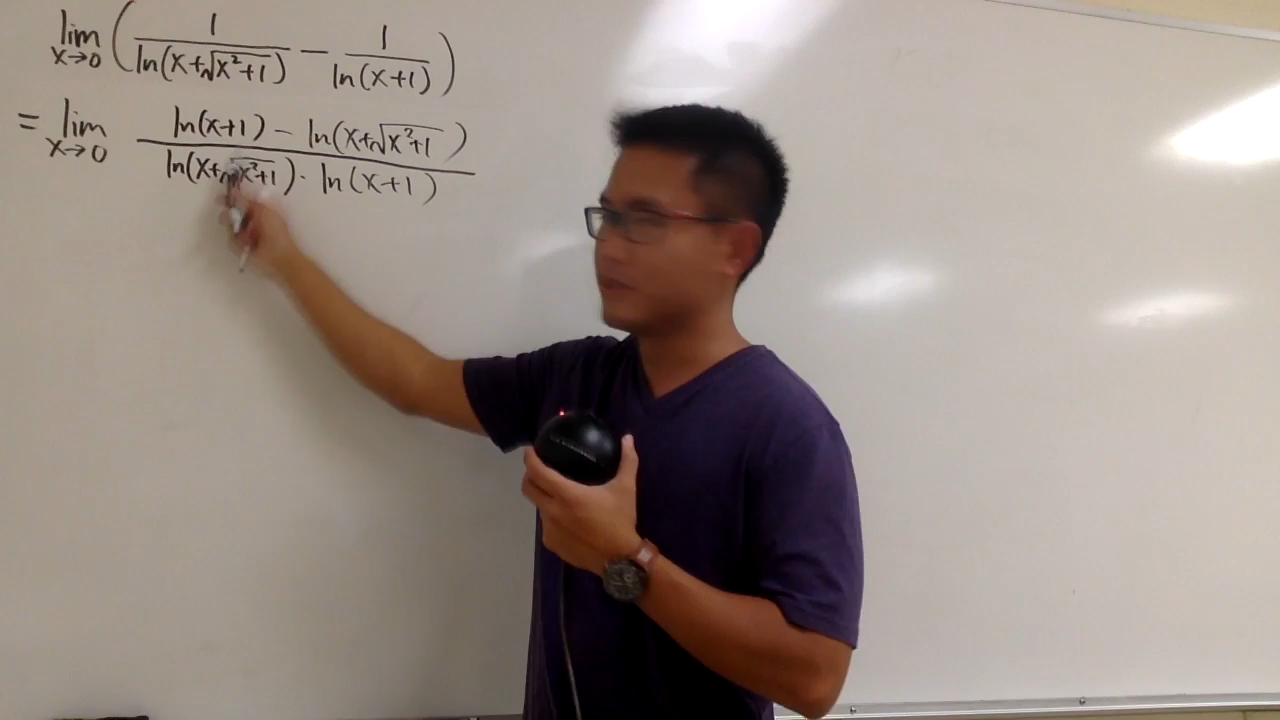 lim x→0 ( 1/ln(x+√(x²+1)) − 1/ln(x+1) )
= lim x→0 (ln(x+1) − ln(x+√(x²+1)))/(ln(x+√(x²+1)) · ln(x+1))